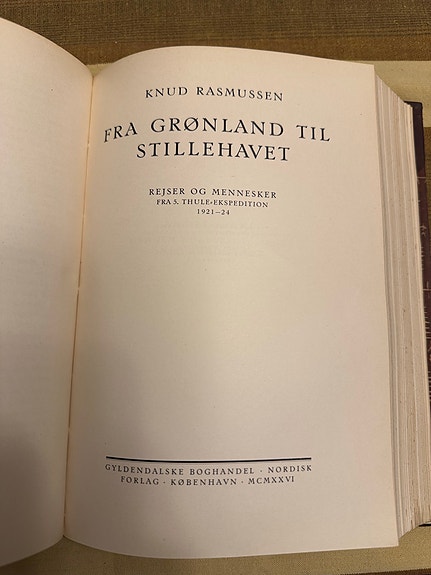 KNUD RASMUSSEN
FRA GRØNLAND TIL
STILLEHAVET
REJSER OG MENNESKER
FRA 5. THULE-EKSPEDITION
1921-24
GYLDENDALSKE BOGHANDEL · NORDISK
FORLAG · KØBENHAVN · MCMXXVI